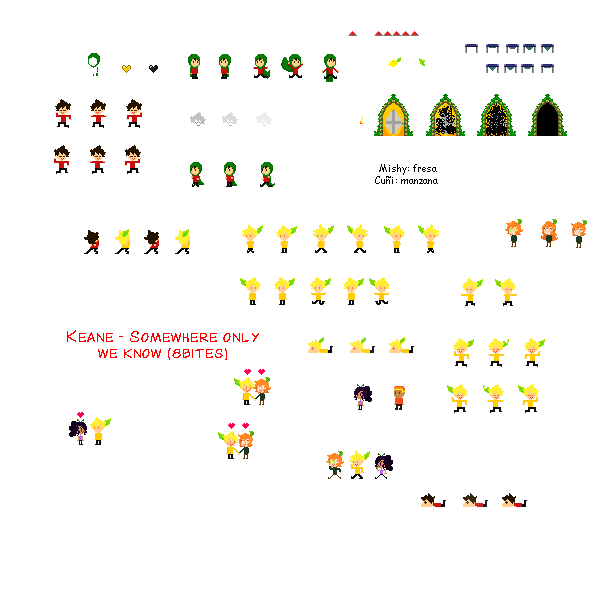 Mishy: fresa
Cuñi: manzana
Keane - Somewhere only
we know (8bites)